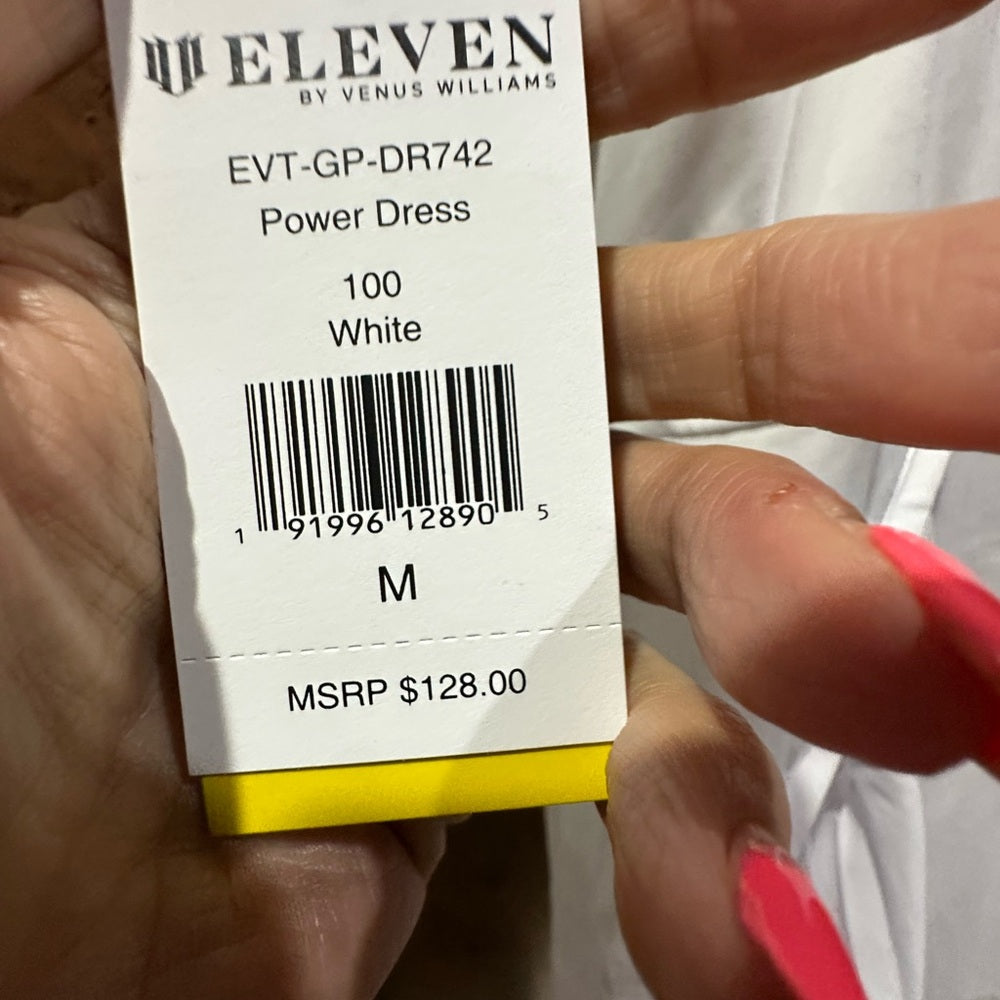 ELEVEN
BY VENUS WILLIAMS
EVT-GP-DR742
Power Dress
100
White
1 91996 12890 5
M
MSRP $128.00